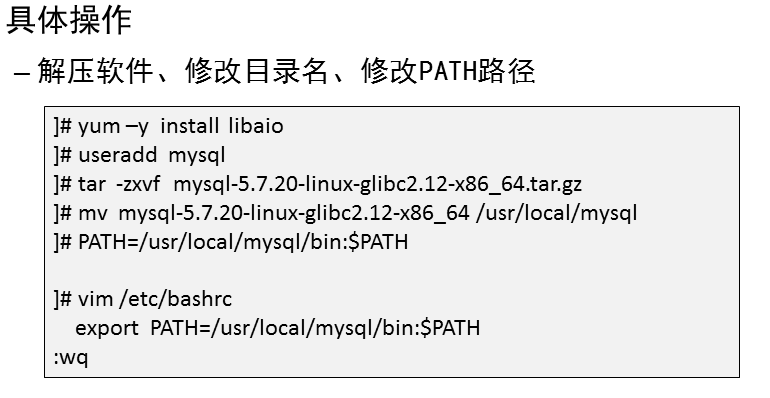 具体操作
– 解压软件、修改目录名、修改PATH路径
]# yum –y install libaio
]# useradd mysql
]# tar -zxvf mysql-5.7.20-linux-glibc2.12-x86_64.tar.gz
]# mv mysql-5.7.20-linux-glibc2.12-x86_64 /usr/local/mysql
]# PATH=/usr/local/mysql/bin:$PATH
]# vim /etc/bashrc
export PATH=/usr/local/mysql/bin:$PATH
:wq